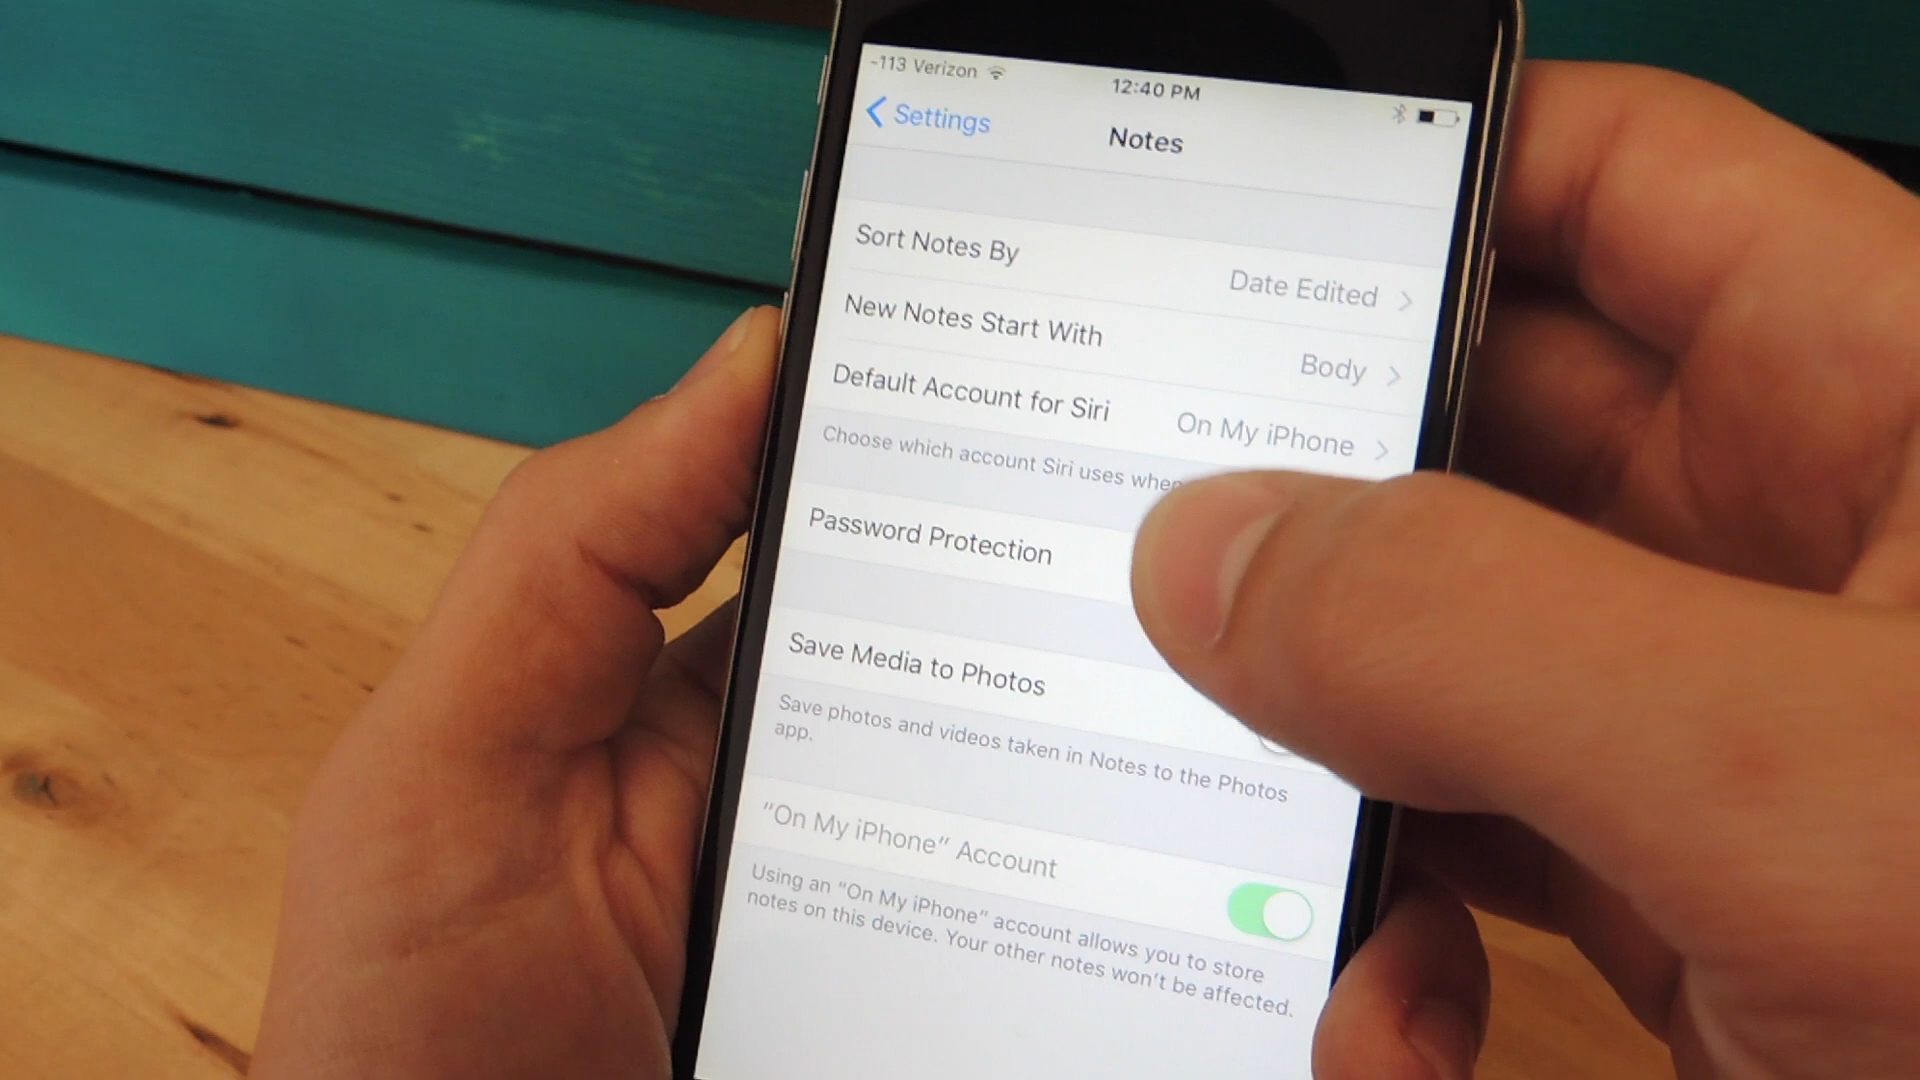 -113 Verizon 12:40 PM
Settings Notes
Sort Notes By Date Edited
New Notes Start With Body
Default Account for Siri On My iPhone
Choose which account Siri uses when
Password Protection
Save Media to Photos
Save photos and videos taken in Notes to the Photos
app.
“On My iPhone” Account
Using an “On My iPhone” account allows you to store
notes on this device. Your other notes won’t be affected.